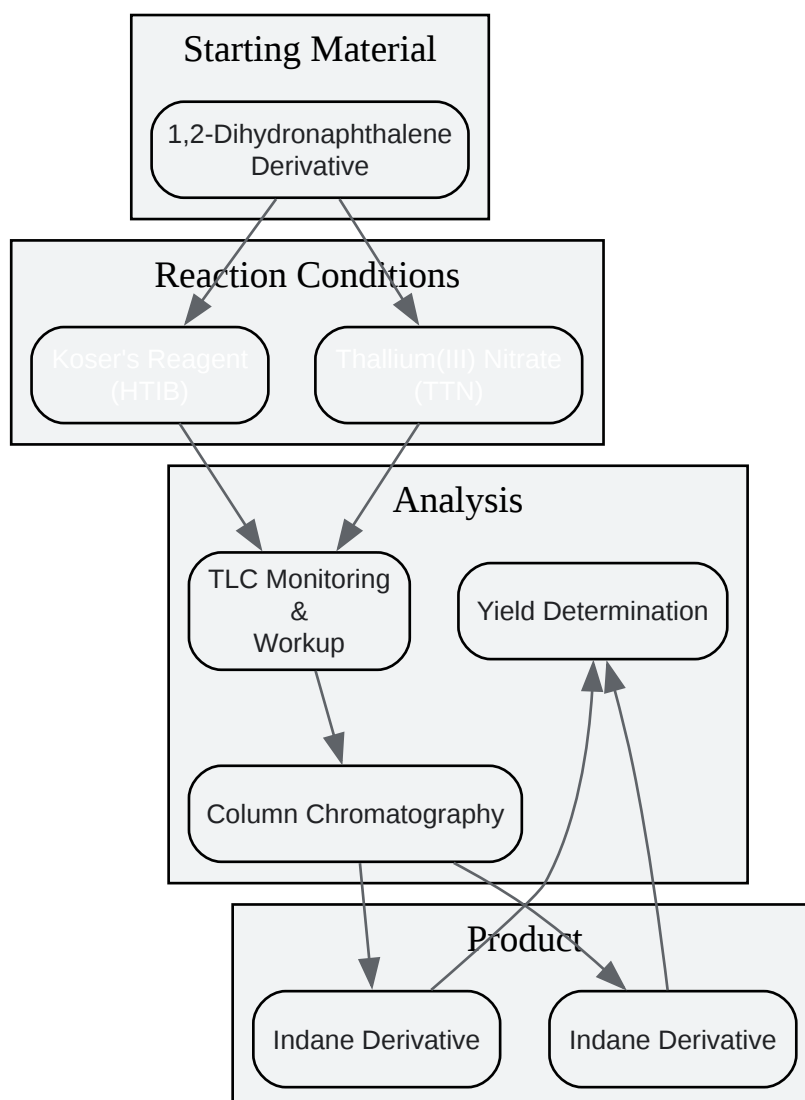 Starting Material
1,2-Dihydronaphthalene
Derivative
Reaction Conditions
Koser's Reagent
(HTIB)
Thallium(III) Nitrate
(TTN)
Analysis
TLC Monitoring
&
Workup
Yield Determination
Column Chromatography
Product
Indane Derivative
Indane Derivative